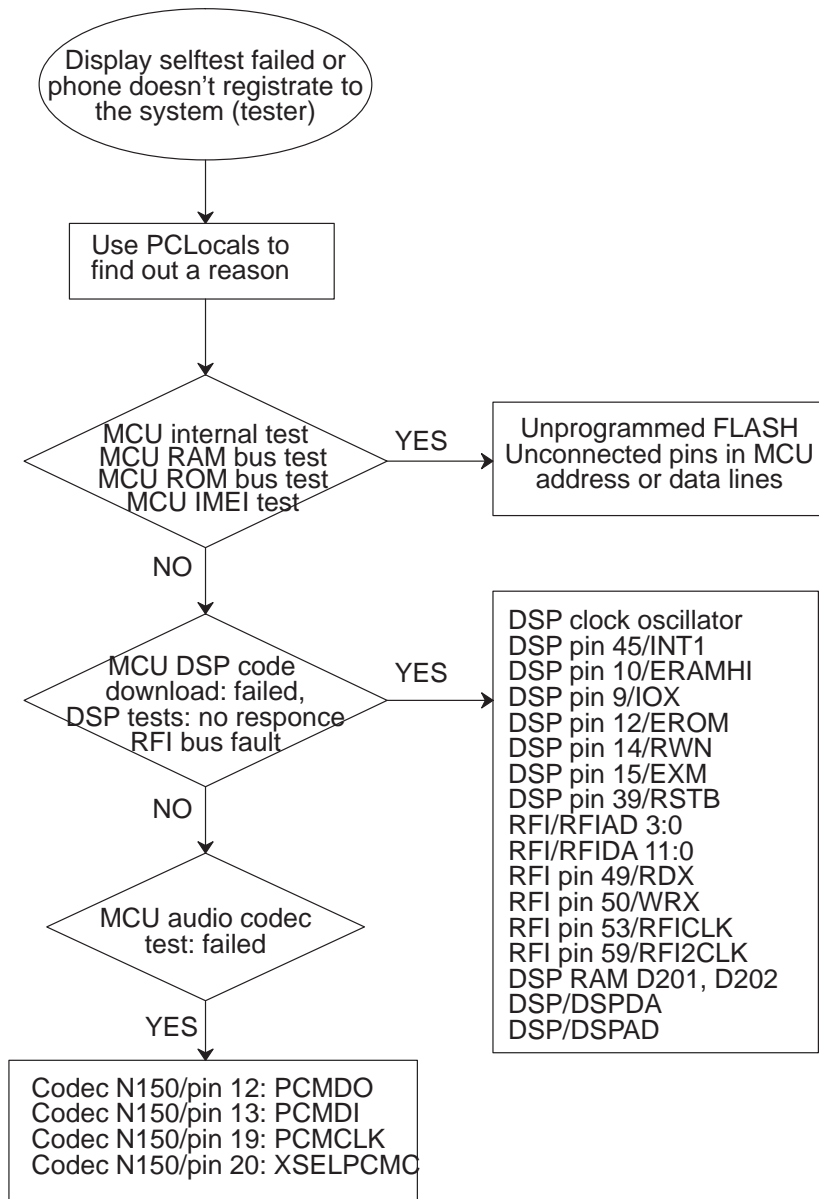 Display selftest failed or
phone doesn't registrate to
the system (tester)
Use PCLocals to
find out a reason
MCU internal test
MCU RAM bus test
MCU ROM bus test
MCU IMEI test
YES
Unprogrammed FLASH
Unconnected pins in MCU
address or data lines
NO
MCU DSP code
download: failed,
DSP tests: no responce
RFI bus fault
YES
DSP clock oscillator
DSP pin 45/INT1
DSP pin 10/ERAMHI
DSP pin 9/IOX
DSP pin 12/EROM
DSP pin 14/RWN
DSP pin 15/EXM
DSP pin 39/RSTB
RFI/RFIAD 3:0
RFI/RFIDA 11:0
RFI pin 49/RDX
RFI pin 50/WRX
RFI pin 53/RFICLK
RFI pin 59/RFI2CLK
DSP RAM D201, D202
DSP/DSPDA
DSP/DSPAD
NO
MCU audio codec
test: failed
YES
Codec N150/pin 12: PCMDO
Codec N150/pin 13: PCMDI
Codec N150/pin 19: PCMCLK
Codec N150/pin 20: XSELPCMC